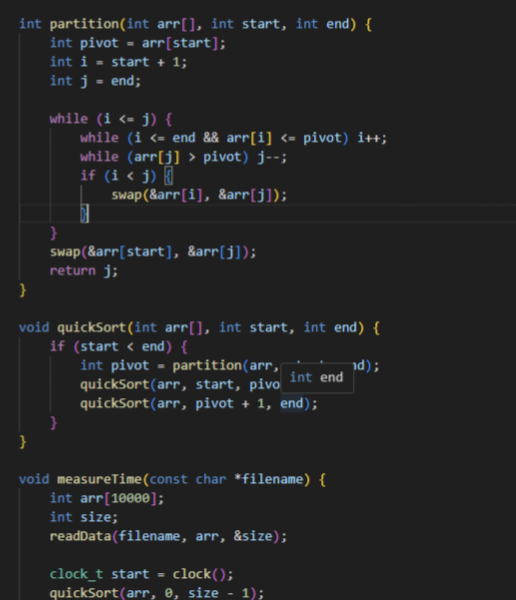 int partition(int arr[], int start, int end) {
    int pivot = arr[start];
    int i = start + 1;
    int j = end;

    while (i <= j) {
        while (i <= end && arr[i] <= pivot) i++;
        while (arr[j] > pivot) j--;
        if (i < j) {
            swap(&arr[i], &arr[j]);
        }
    }
    swap(&arr[start], &arr[j]);
    return j;
}

void quickSort(int arr[], int start, int end) {
    if (start < end) {
        int pivot = partition(arr, nd);
        quickSort(arr, start, pivo
int end
        quickSort(arr, pivot + 1, end);
    }
}

void measureTime(const char *filename) {
    int arr[10000];
    int size;
    readData(filename, arr, &size);

    clock_t start = clock();
    quickSort(arr, 0, size - 1);